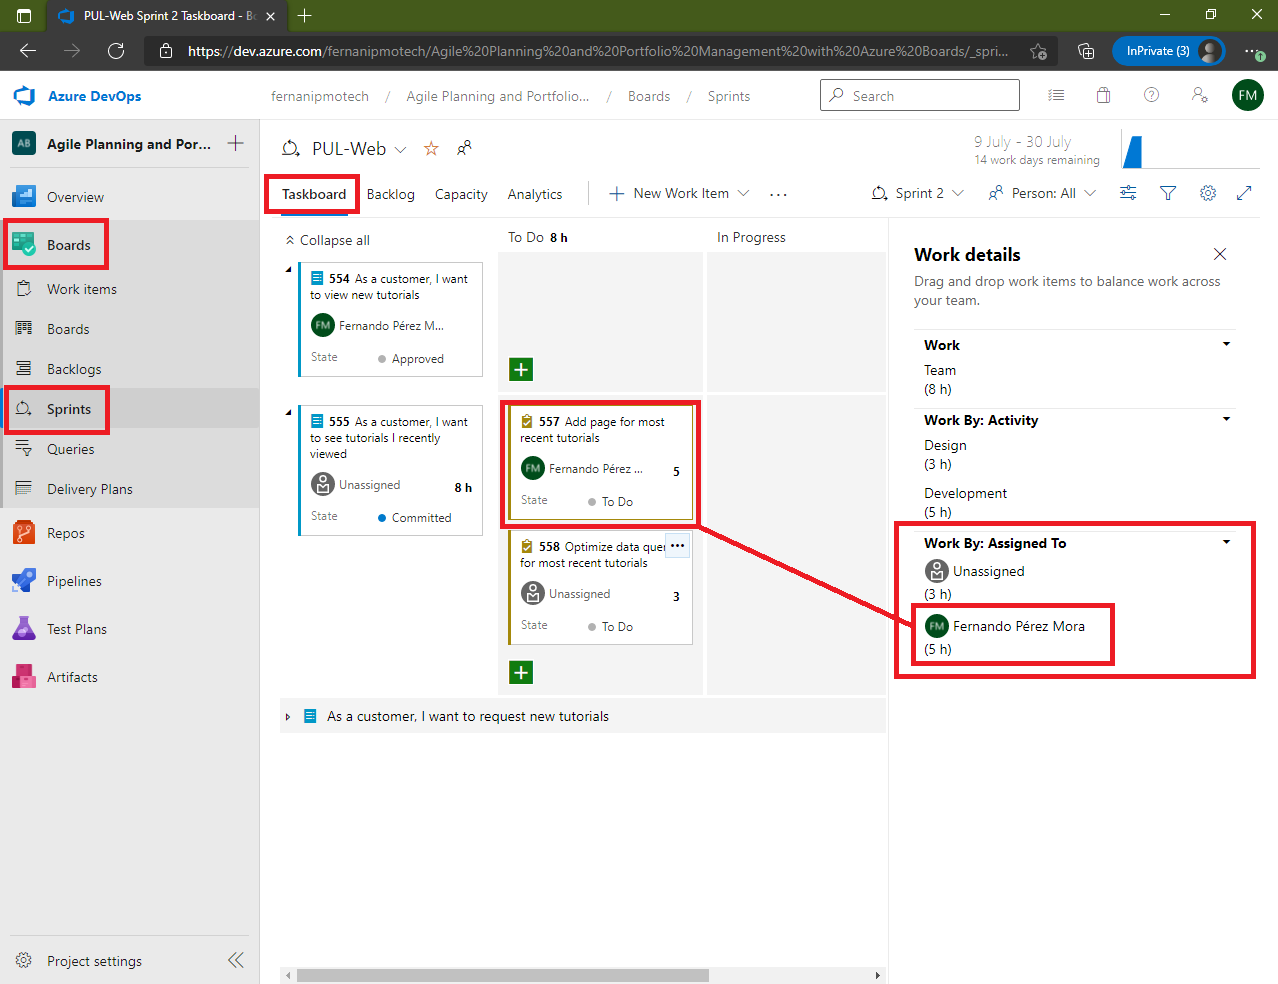 PUL-Web Sprint 2 Taskboard - Bo
https://dev.azure.com/fernanipmotech/Agile%20Planning%20and%20Portfolio%20Management%20with%20Azure%20Boards/_spri...
InPrivate (3)
Azure DevOps
fernanipmotech / Agile Planning and Portfolio... / Boards / Sprints
Search
FM
AB Agile Planning and Por...
Overview
Boards
Work items
Boards
Backlogs
Sprints
Queries
Delivery Plans
Repos
Pipelines
Test Plans
Artifacts
Project settings
PUL-Web
9 July - 30 July
14 work days remaining
Taskboard Backlog Capacity Analytics New Work Item ...
Sprint 2 Person: All
Collapse all
To Do 8 h
In Progress
554 As a customer, I want
to view new tutorials
FM Fernando Pérez M...
State Approved
555 As a customer, I want
to see tutorials I recently
viewed
Unassigned 8 h
State Committed
557 Add page for most
recent tutorials
FM Fernando Pérez ... 5
State To Do
558 Optimize data que
for most recent tutorials
Unassigned 3
State To Do
As a customer, I want to request new tutorials
Work details
Drag and drop work items to balance work across
your team.
Work
Team
(8 h)
Work By: Activity
Design
(3 h)
Development
(5 h)
Work By: Assigned To
Unassigned
(3 h)
FM Fernando Pérez Mora
(5 h)